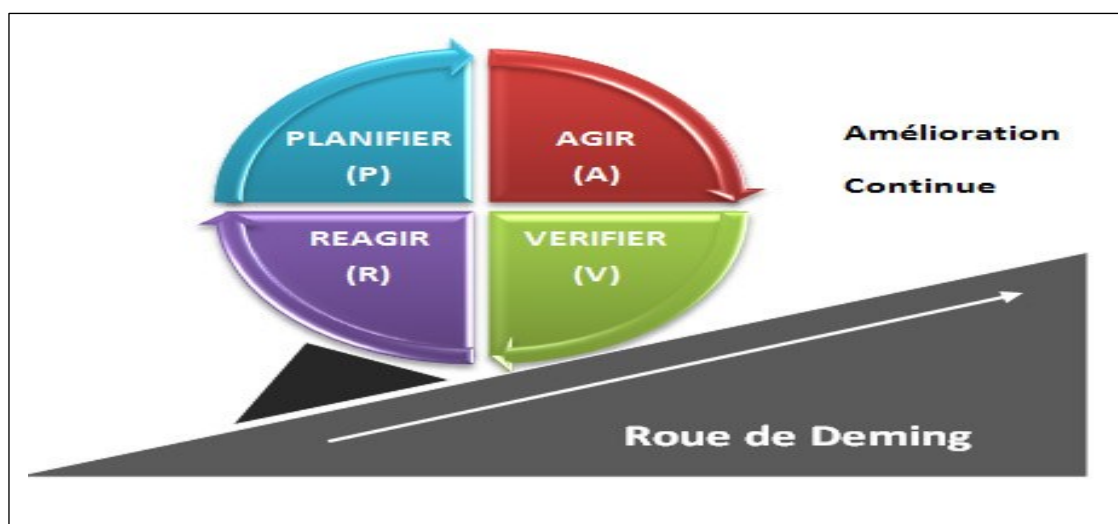 PLANIFIER
(P)
AGIR
(A)
REAGIR
(R)
VERIFIER
(V)
Amélioration
Continue
Roue de Deming